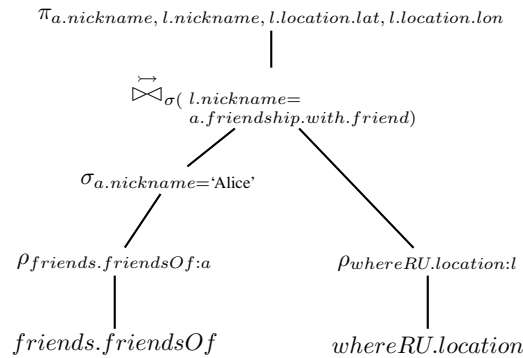 π a.nickname, l.nickname, l.location.lat, l.location.lon
⋈ σ( l.nickname=
a.friendship.with.friend)
σ a.nickname=‘Alice’
ρ friends.friendsOf:a ρ whereRU.location:l
friends.friendsOf whereRU.location